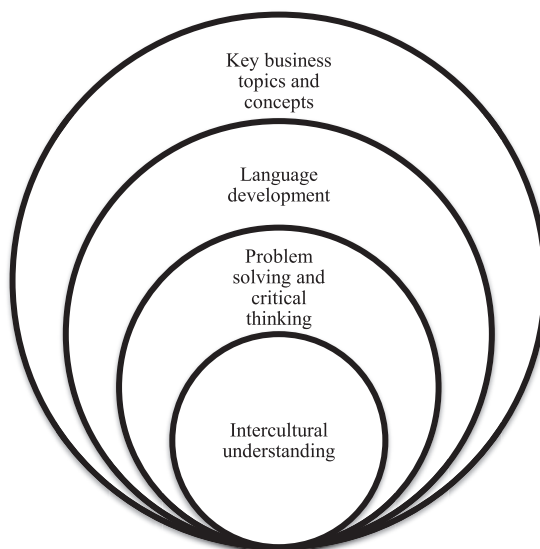 Key business
topics and
concepts
Language
development
Problem
solving and
critical
thinking
Intercultural
understanding